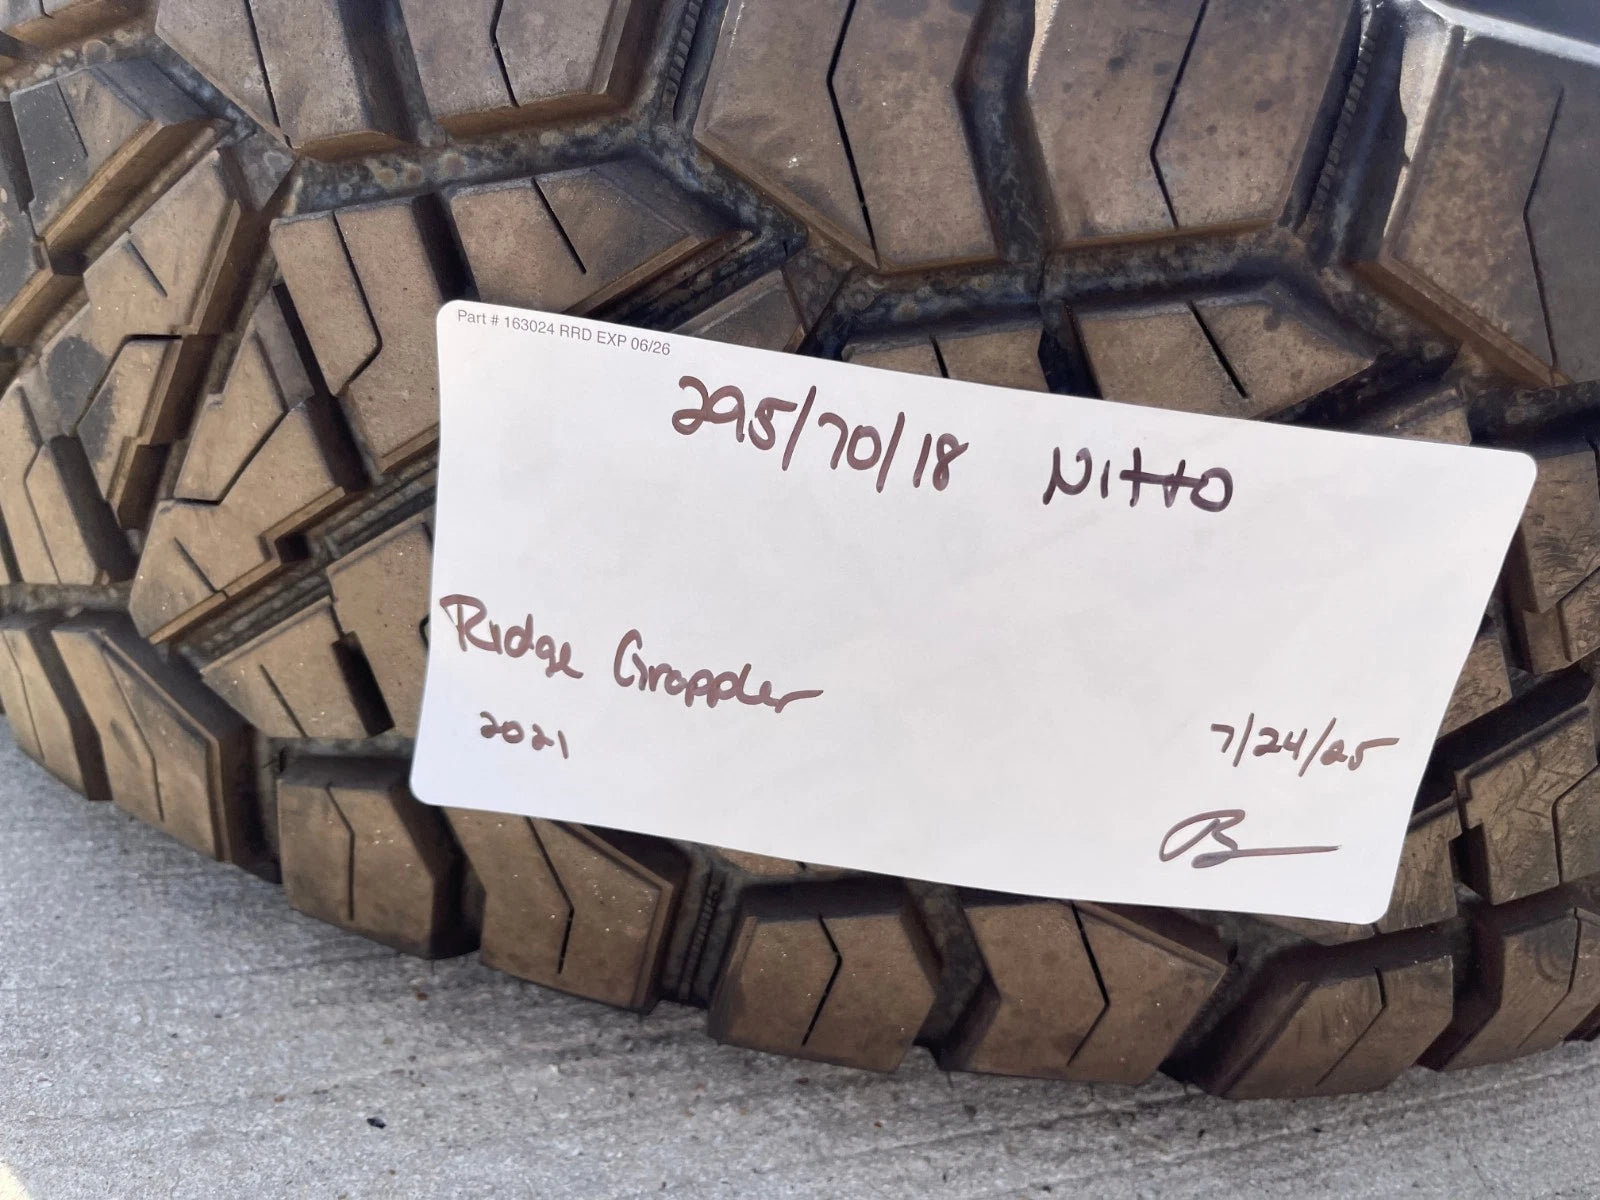 Part # 163024 RRD EXP 06/26
295/70/18 Nitto
Ridge Grappler
2021
7/24/25